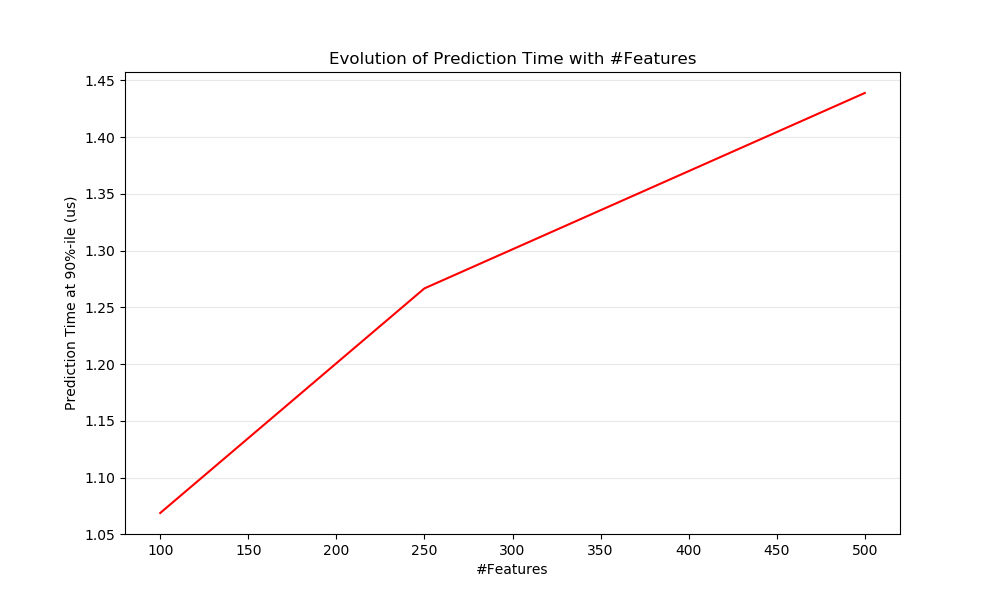 Evolution of Prediction Time with #Features
Prediction Time at 90%-ile (us)
1.45
1.40
1.35
1.30
1.25
1.20
1.15
1.10
1.05
100 150 200 250 300 350 400 450 500
#Features